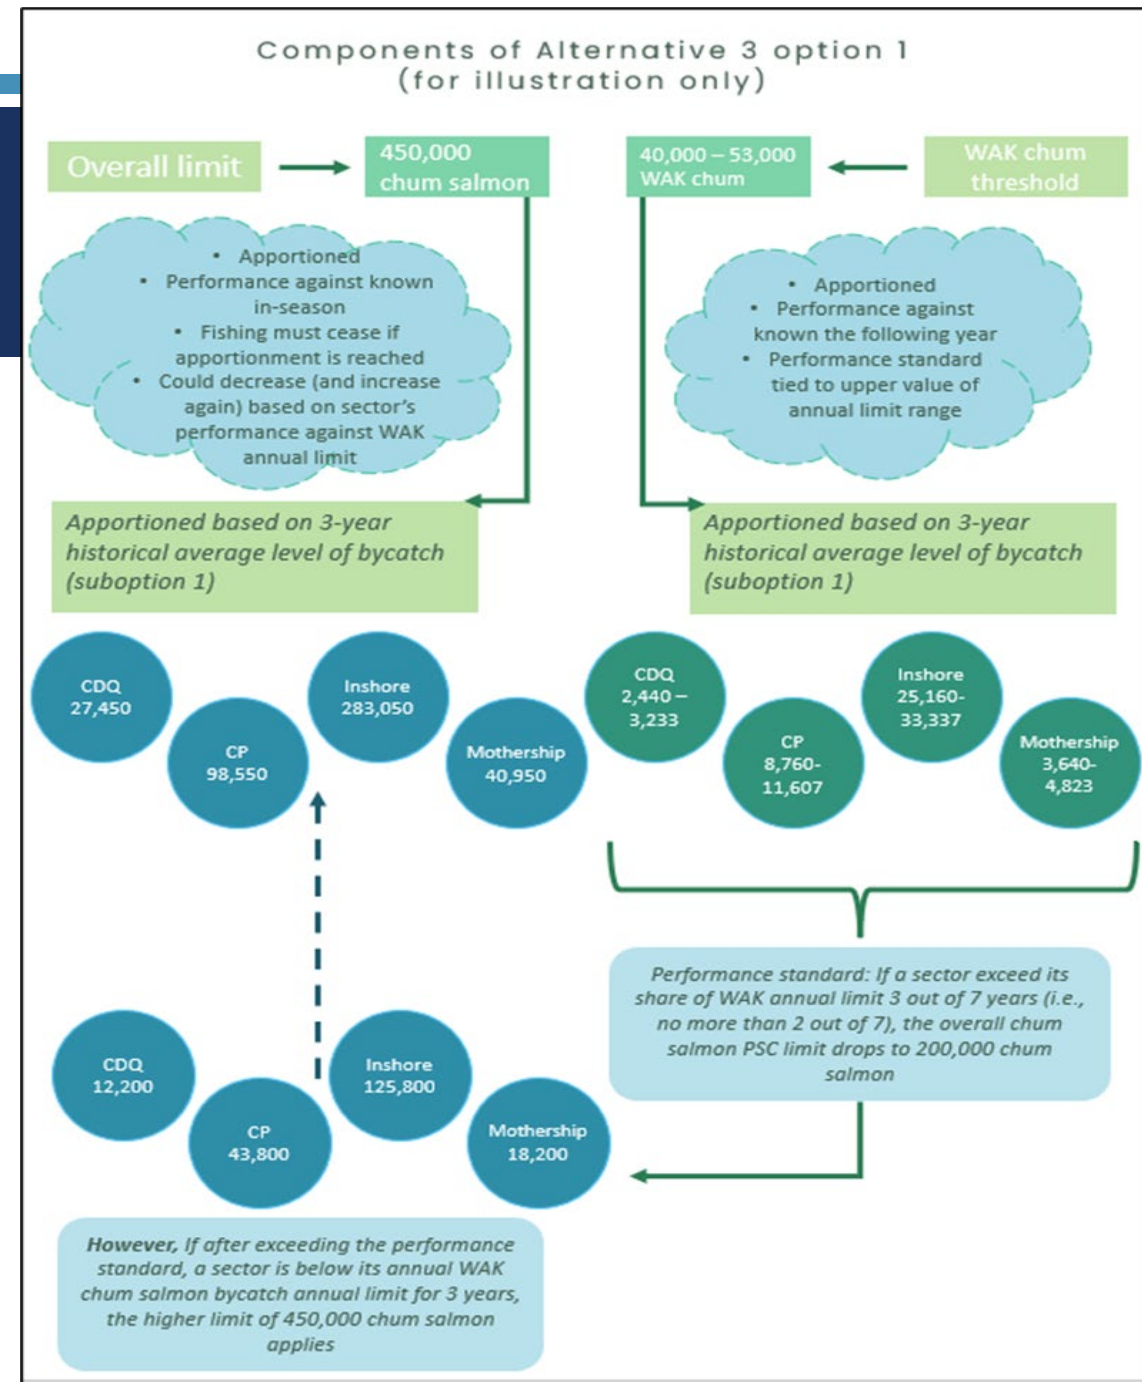 Components of Alternative 3 option 1
(for illustration only)
Overall limit
450,000
chum salmon
40,000 – 53,000
WAK chum
WAK chum
threshold
• Apportioned
• Performance against known
in-season
• Fishing must cease if
apportionment is reached
• Could decrease (and increase
again) based on sector's
performance against WAK
annual limit
• Apportioned
• Performance against
known the following year
• Performance standard
tied to upper value of
annual limit range
Apportioned based on 3-year
historical average level of bycatch
(suboption 1)
Apportioned based on 3-year
historical average level of bycatch
(suboption 1)
CDQ
27,450
CP
98,550
Inshore
283,050
Mothership
40,950
CDQ
2,440 –
3,233
CP
8,760-
11,607
Inshore
25,160-
33,337
Mothership
3,640-
4,823
Performance standard: If a sector exceed its
share of WAK annual limit 3 out of 7 years (i.e.,
no more than 2 out of 7), the overall chum
salmon PSC limit drops to 200,000 chum
salmon
CDQ
12,200
CP
43,800
Inshore
125,800
Mothership
18,200
However, If after exceeding the performance
standard, a sector is below its annual WAK
chum salmon bycatch annual limit for 3 years,
the higher limit of 450,000 chum salmon
applies